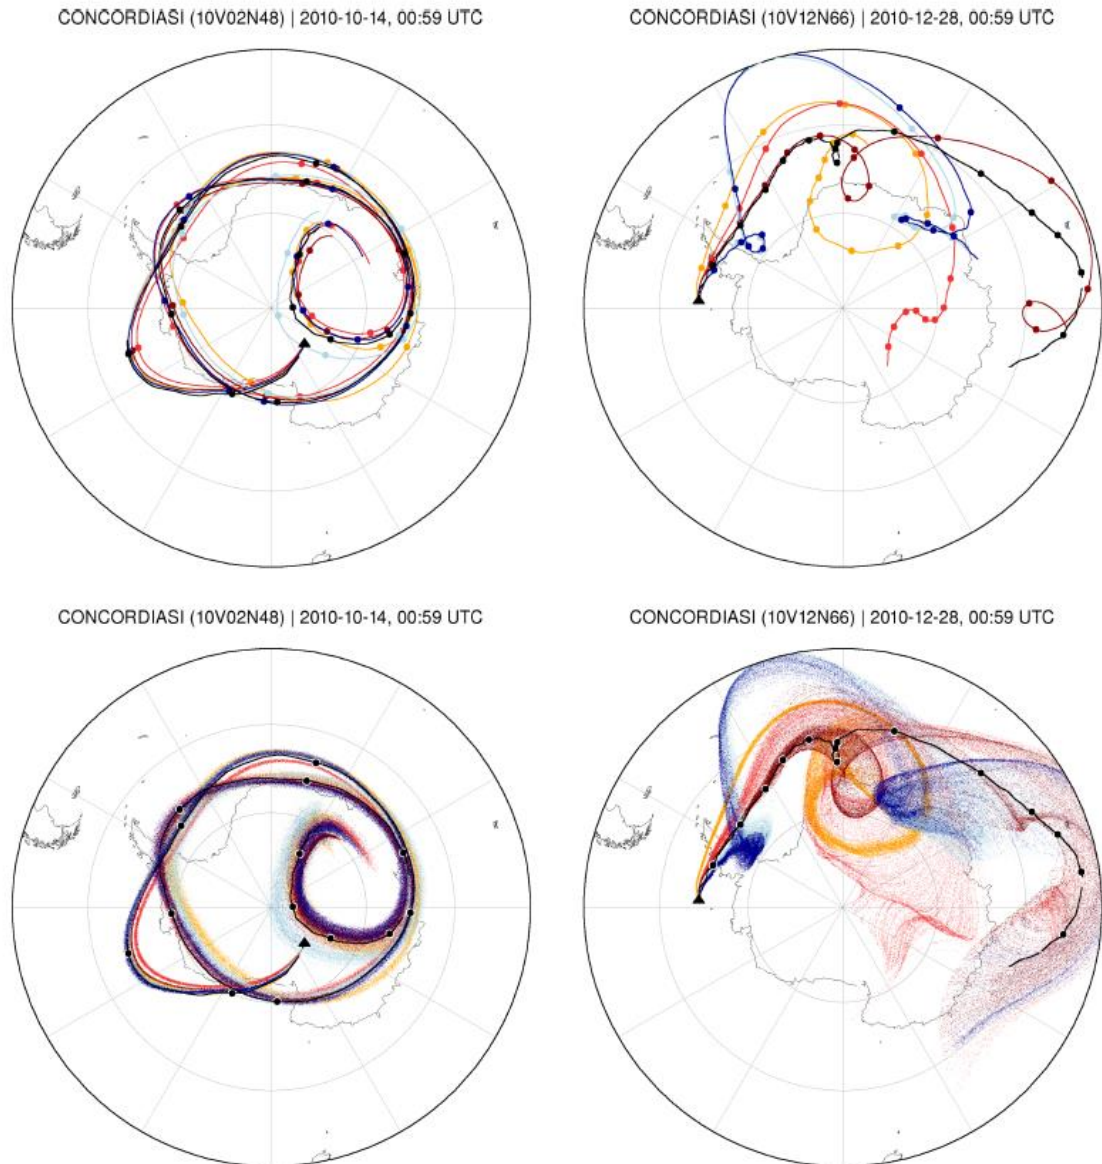 CONCORDIASI (10V02N48) | 2010-10-14, 00:59 UTC
CONCORDIASI (10V12N66) | 2010-12-28, 00:59 UTC
CONCORDIASI (10V02N48) | 2010-10-14, 00:59 UTC
CONCORDIASI (10V12N66) | 2010-12-28, 00:59 UTC